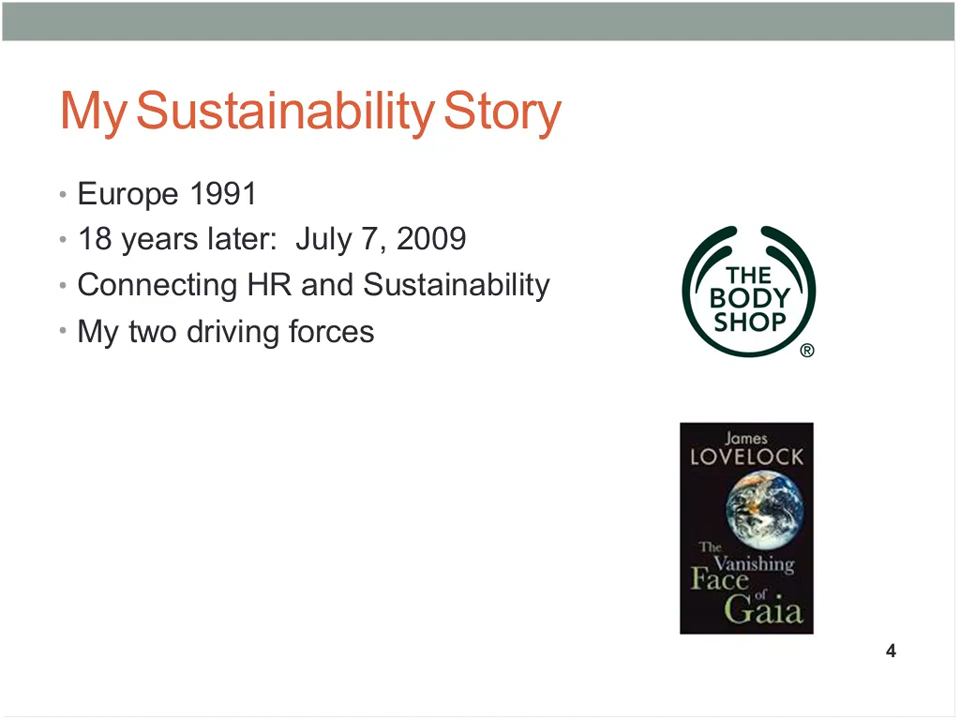 My Sustainability Story
• Europe 1991
• 18 years later:  July 7, 2009
• Connecting HR and Sustainability
• My two driving forces
THE
BODY
SHOP
®
James
LOVELOCK
The
Vanishing
Face
of
Gaia
4